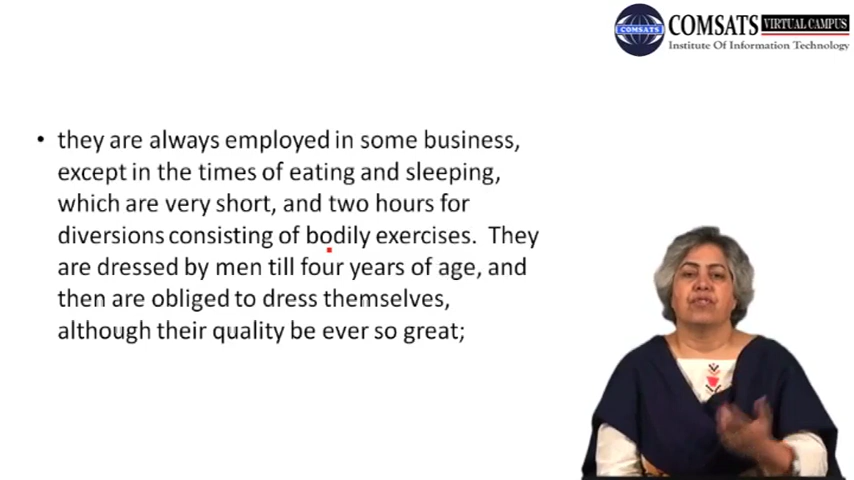 COMSATS VIRTUAL CAMPUS
COMSATS
Institute Of Information Technology
• they are always employed in some business,
except in the times of eating and sleeping,
which are very short, and two hours for
diversions consisting of bodily exercises. They
are dressed by men till four years of age, and
then are obliged to dress themselves,
although their quality be ever so great;